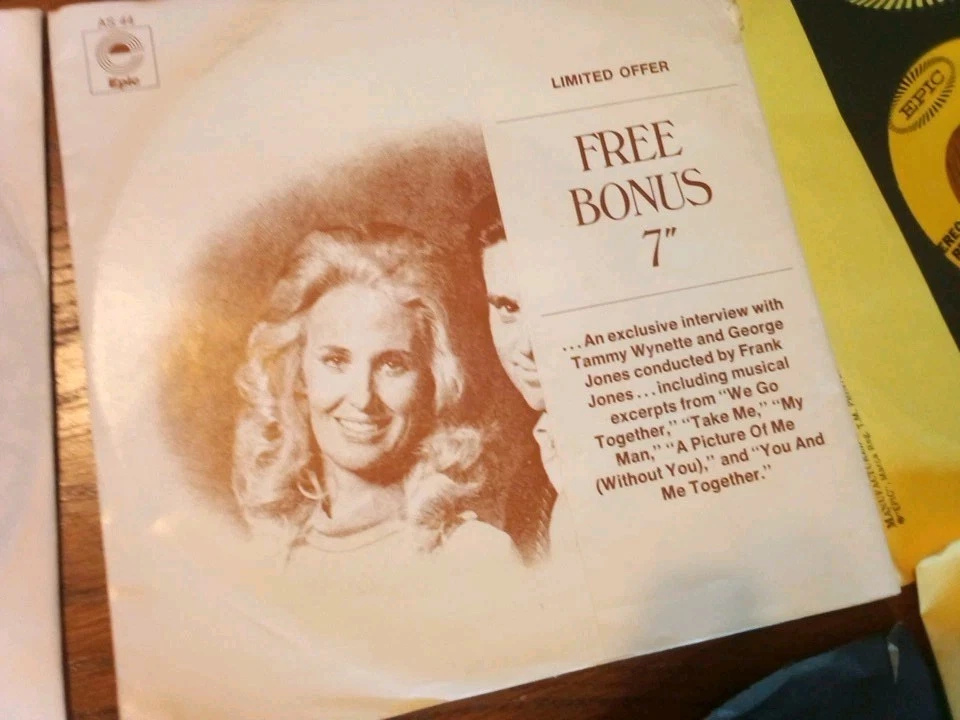 AS 44
Epic
LIMITED OFFER
FREE
BONUS
7"
...An exclusive interview with
Tammy Wynette and George
Jones conducted by Frank
Jones...including musical
excerpts from "We Go
Together," "Take Me," "My
Man," "A Picture Of Me
(Without You)," and "You And
Me Together."
EPIC